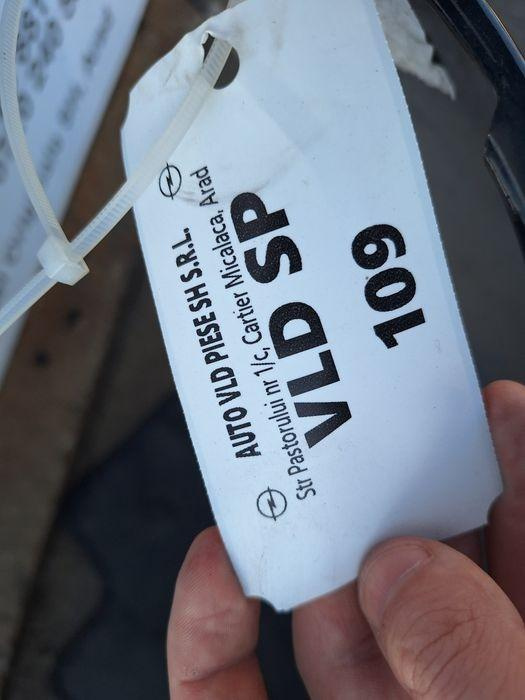 AUTO VLD PIESE SH S.R.L.
Str Pastorului nr 1/c, Cartier Micalaca, Arad
VLD SP
109